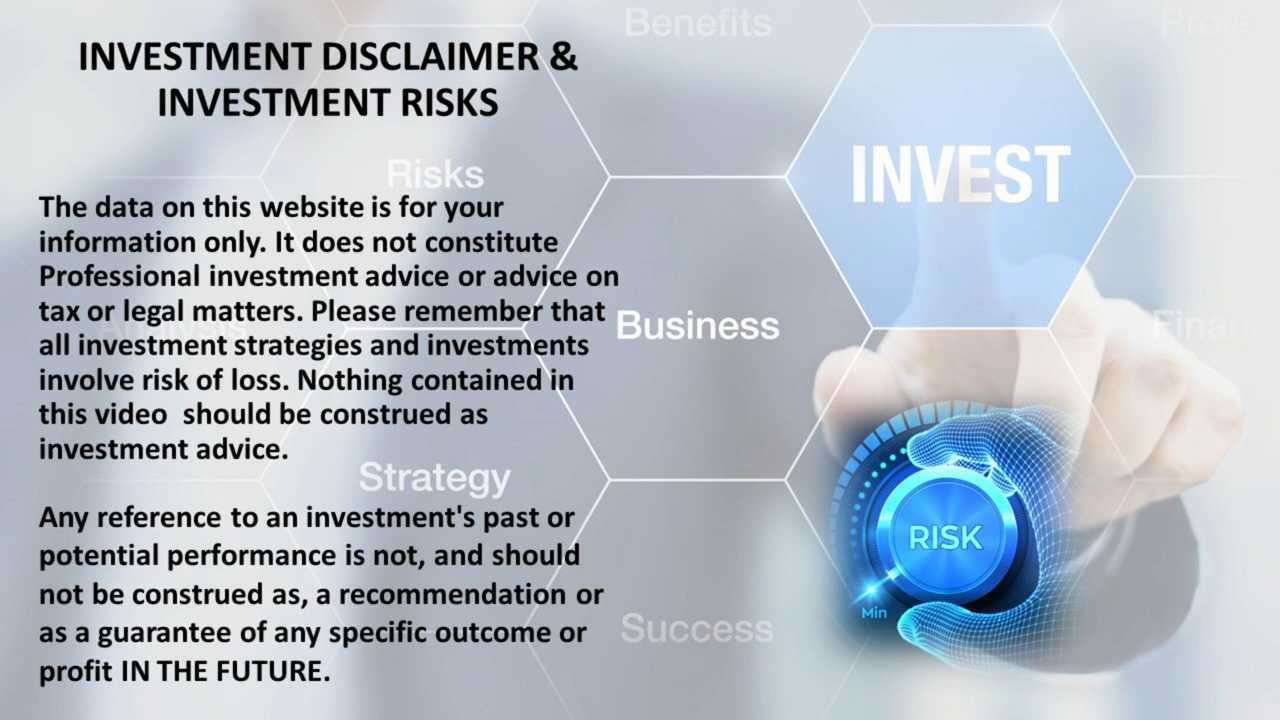 INVESTMENT DISCLAIMER &
INVESTMENT RISKS
The data on this website is for your
information only. It does not constitute
Professional investment advice or advice on
tax or legal matters. Please remember that
all investment strategies and investments
involve risk of loss. Nothing contained in
this video  should be construed as
investment advice.
Any reference to an investment's past or
potential performance is not, and should
not be construed as, a recommendation or
as a guarantee of any specific outcome or
profit IN THE FUTURE.
Benefits
Risks
INVEST
Analysis
Business
Strategy
Success
RISK
Min